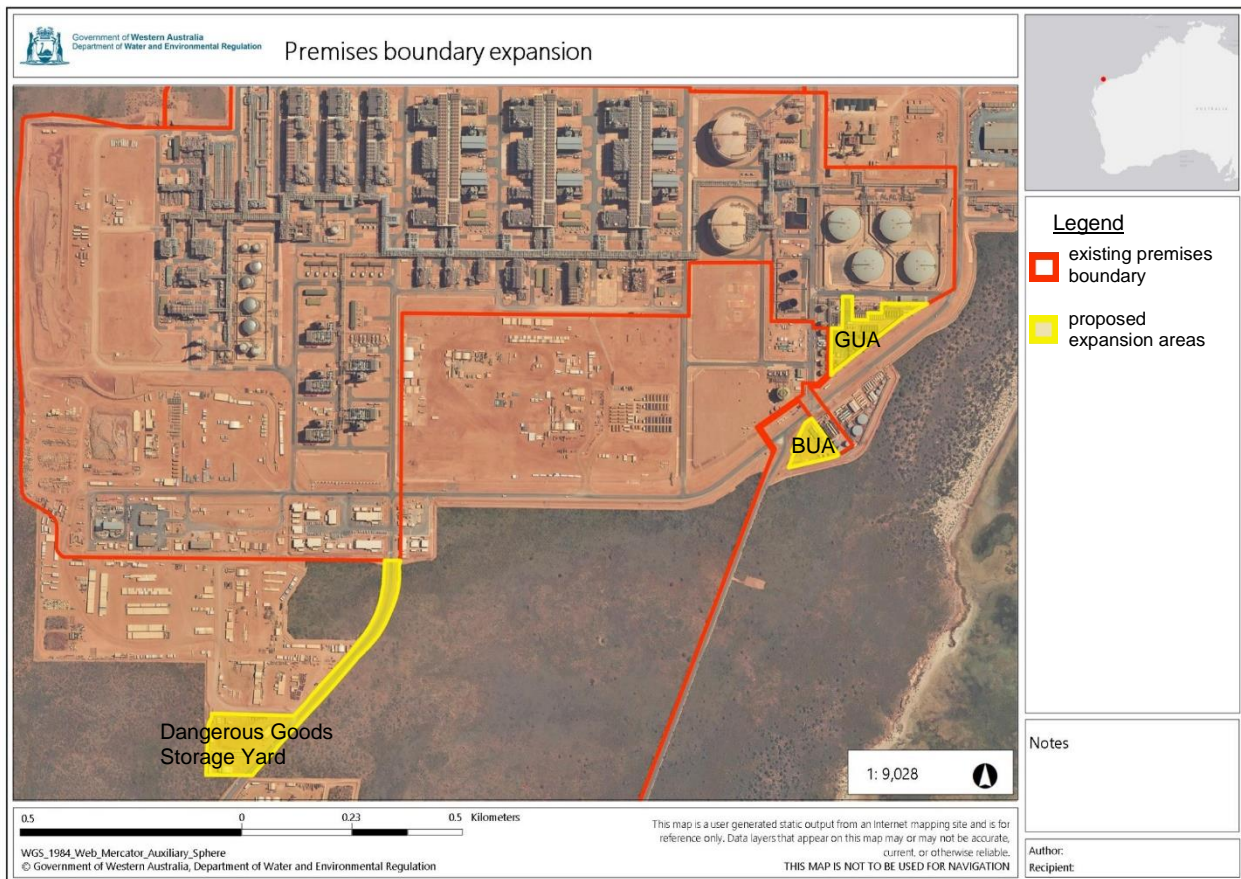 Government of Western Australia
Department of Water and Environmental Regulation
Premises boundary expansion
AUSTRALIA
Legend
existing premises
boundary
proposed
expansion areas
GUA
BUA
Dangerous Goods
Storage Yard
1: 9,028
Notes
0.5 0 0.23 0.5 Kilometers
WGS_1984_Web_Mercator_Auxiliary_Sphere
© Government of Western Australia, Department of Water and Environmental Regulation
This map is a user generated static output from an Internet mapping site and is for
reference only. Data layers that appear on this map may or may not be accurate,
current, or otherwise reliable.
THIS MAP IS NOT TO BE USED FOR NAVIGATION
Author:
Recipient: